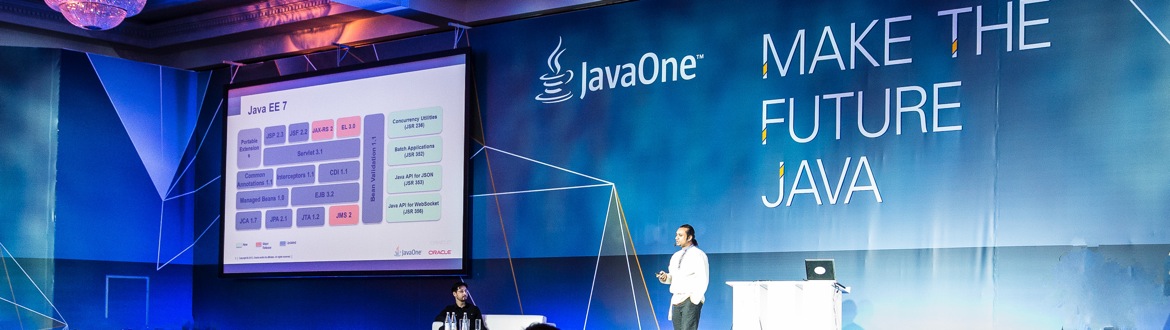 JavaOne™
MAKE THE
FUTURE
JAVA
Java EE 7
Portable
Extension
s
JSP 2.3
JSF 2.2
JAX-RS 2
EL 3.0
Servlet 3.1
Common
Annotations 1.1
Interceptors 1.1
CDI 1.1
Managed Beans 1.0
EJB 3.2
JCA 1.7
JPA 2.1
JTA 1.2
JMS 2
Bean Validation 1.1
Concurrency Utilities
(JSR 236)
Batch Applications
(JSR 352)
Java API for JSON
(JSR 353)
Java API for WebSocket
(JSR 356)
JavaOne
ORACLE